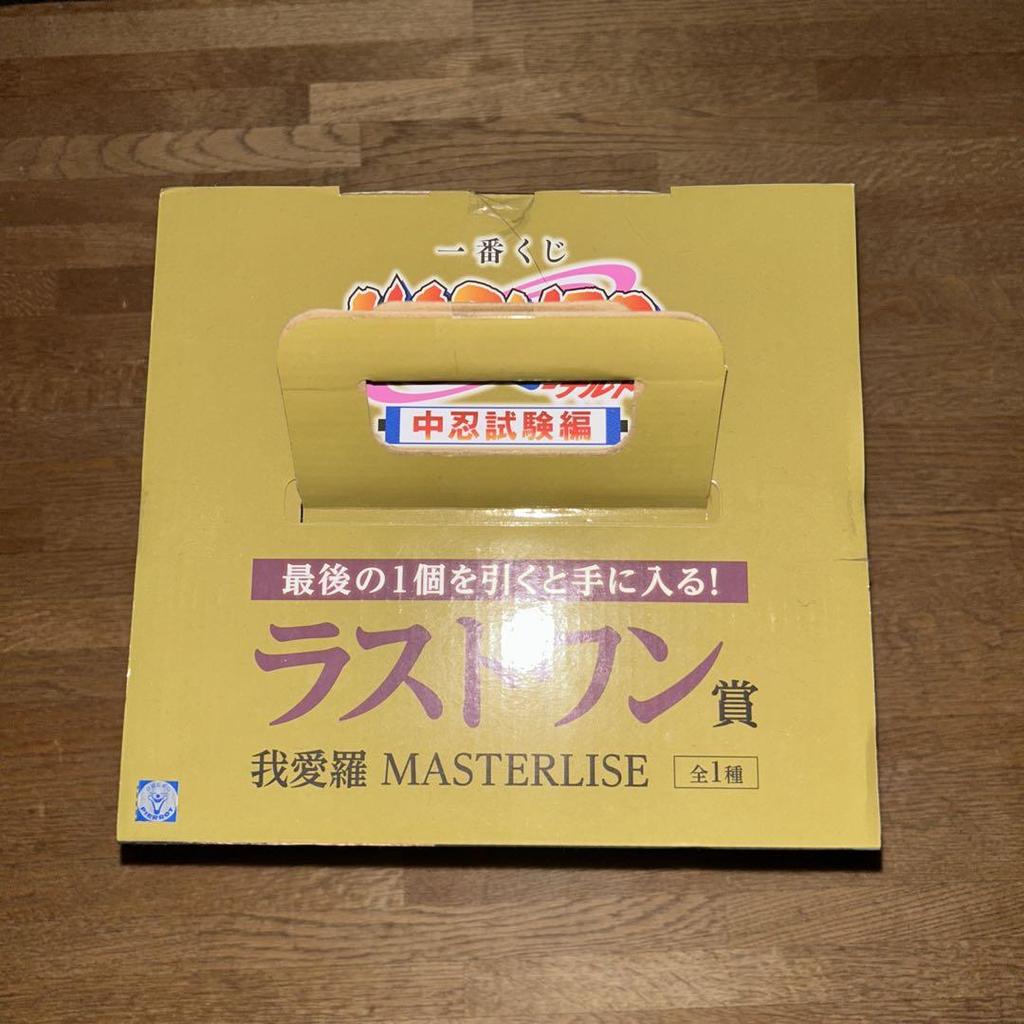 一番くじ
中忍試験編
最後の1個を引くと手に入る!
ラストワン賞
我愛羅 MASTERLISE 全1種
PIERROT